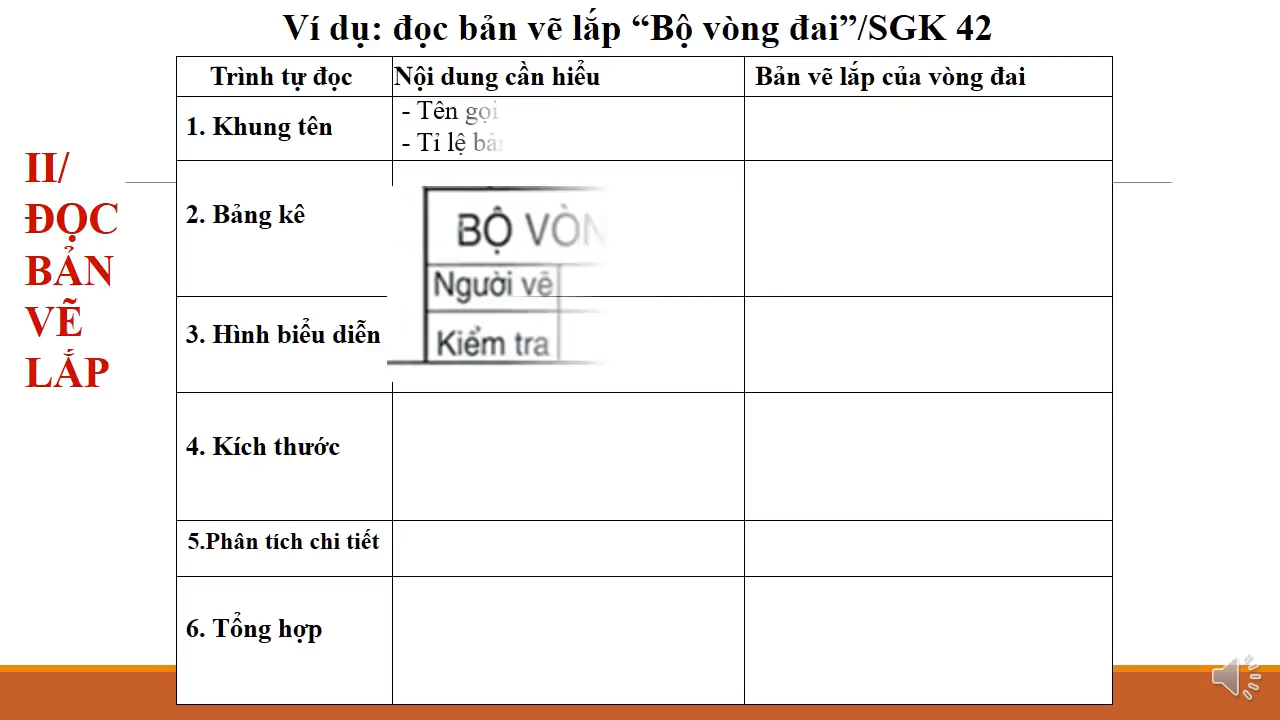 Ví dụ: đọc bản vẽ lắp “Bộ vòng đai”/SGK 42
II/
ĐỌC
BẢN
VẼ
LẮP
Trình tự đọc
Nội dung cần hiểu
Bản vẽ lắp của vòng đai
1. Khung tên
- Tên gọi
- Tỉ lệ bản
2. Bảng kê
BỘ VÒN
Người vẽ
Kiểm tra
3. Hình biểu diễn
4. Kích thước
5.Phân tích chi tiết
6. Tổng hợp